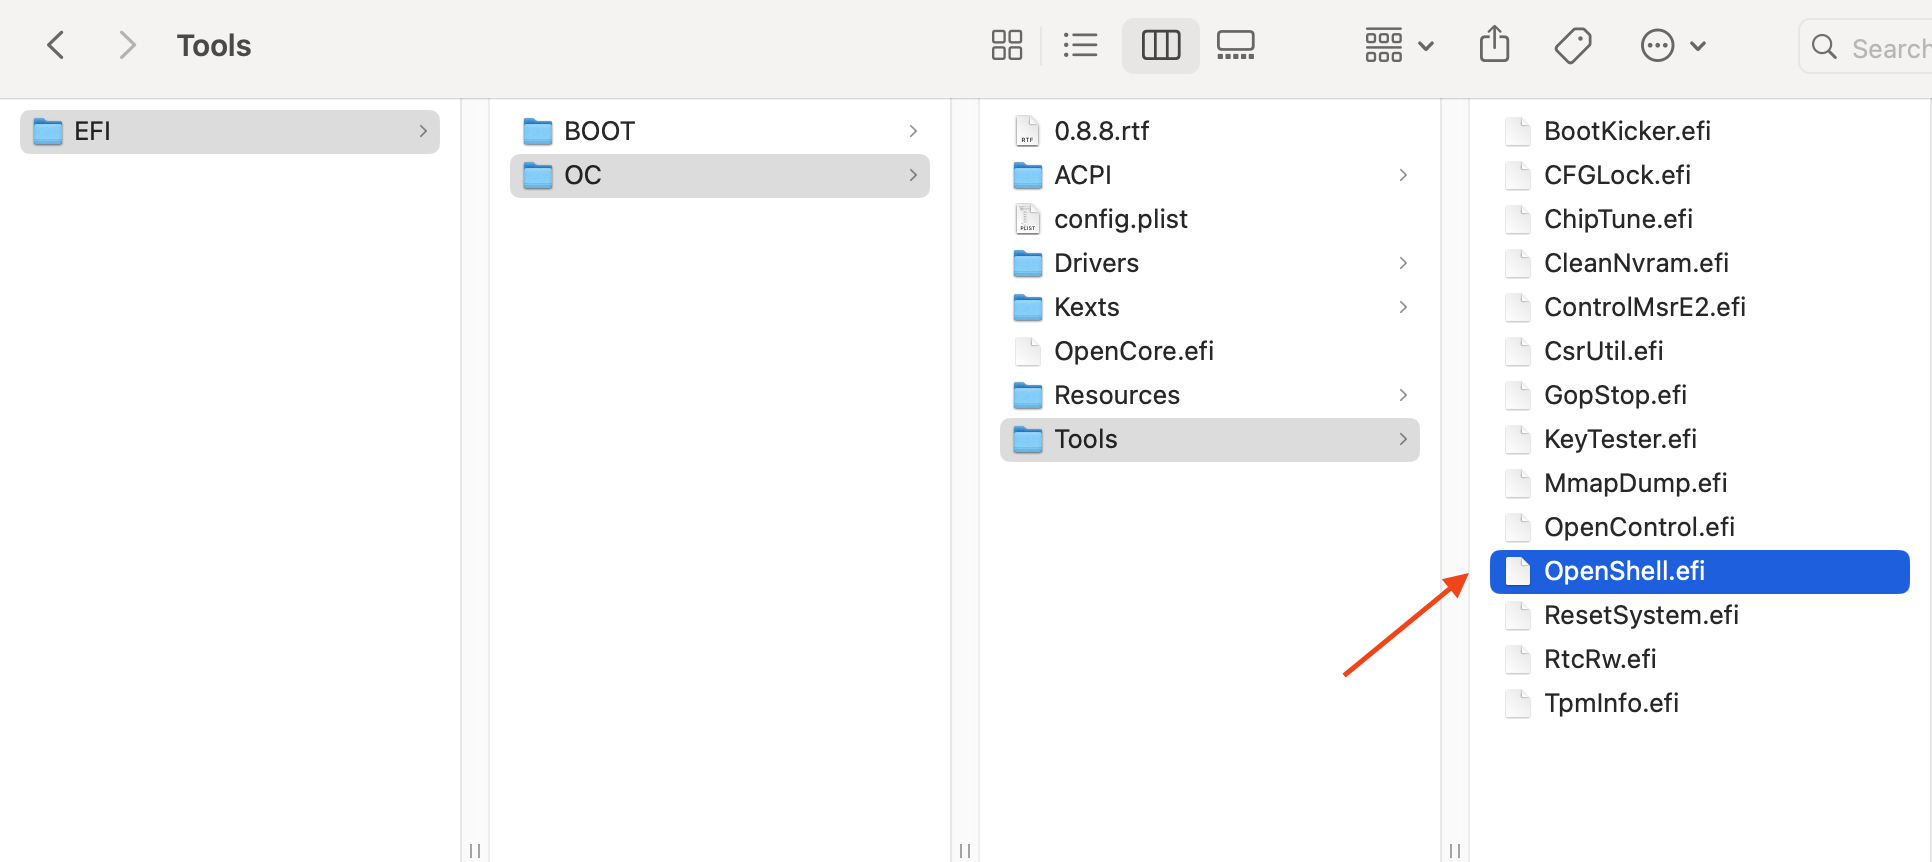 Tools
Search
EFI
BOOT
OC
0.8.8.rtf
ACPI
config.plist
Drivers
Kexts
OpenCore.efi
Resources
Tools
BootKicker.efi
CFGLock.efi
ChipTune.efi
CleanNvram.efi
ControlMsrE2.efi
CsrUtil.efi
GopStop.efi
KeyTester.efi
MmapDump.efi
OpenControl.efi
OpenShell.efi
ResetSystem.efi
RtcRw.efi
TpmInfo.efi
RTF
PLIST